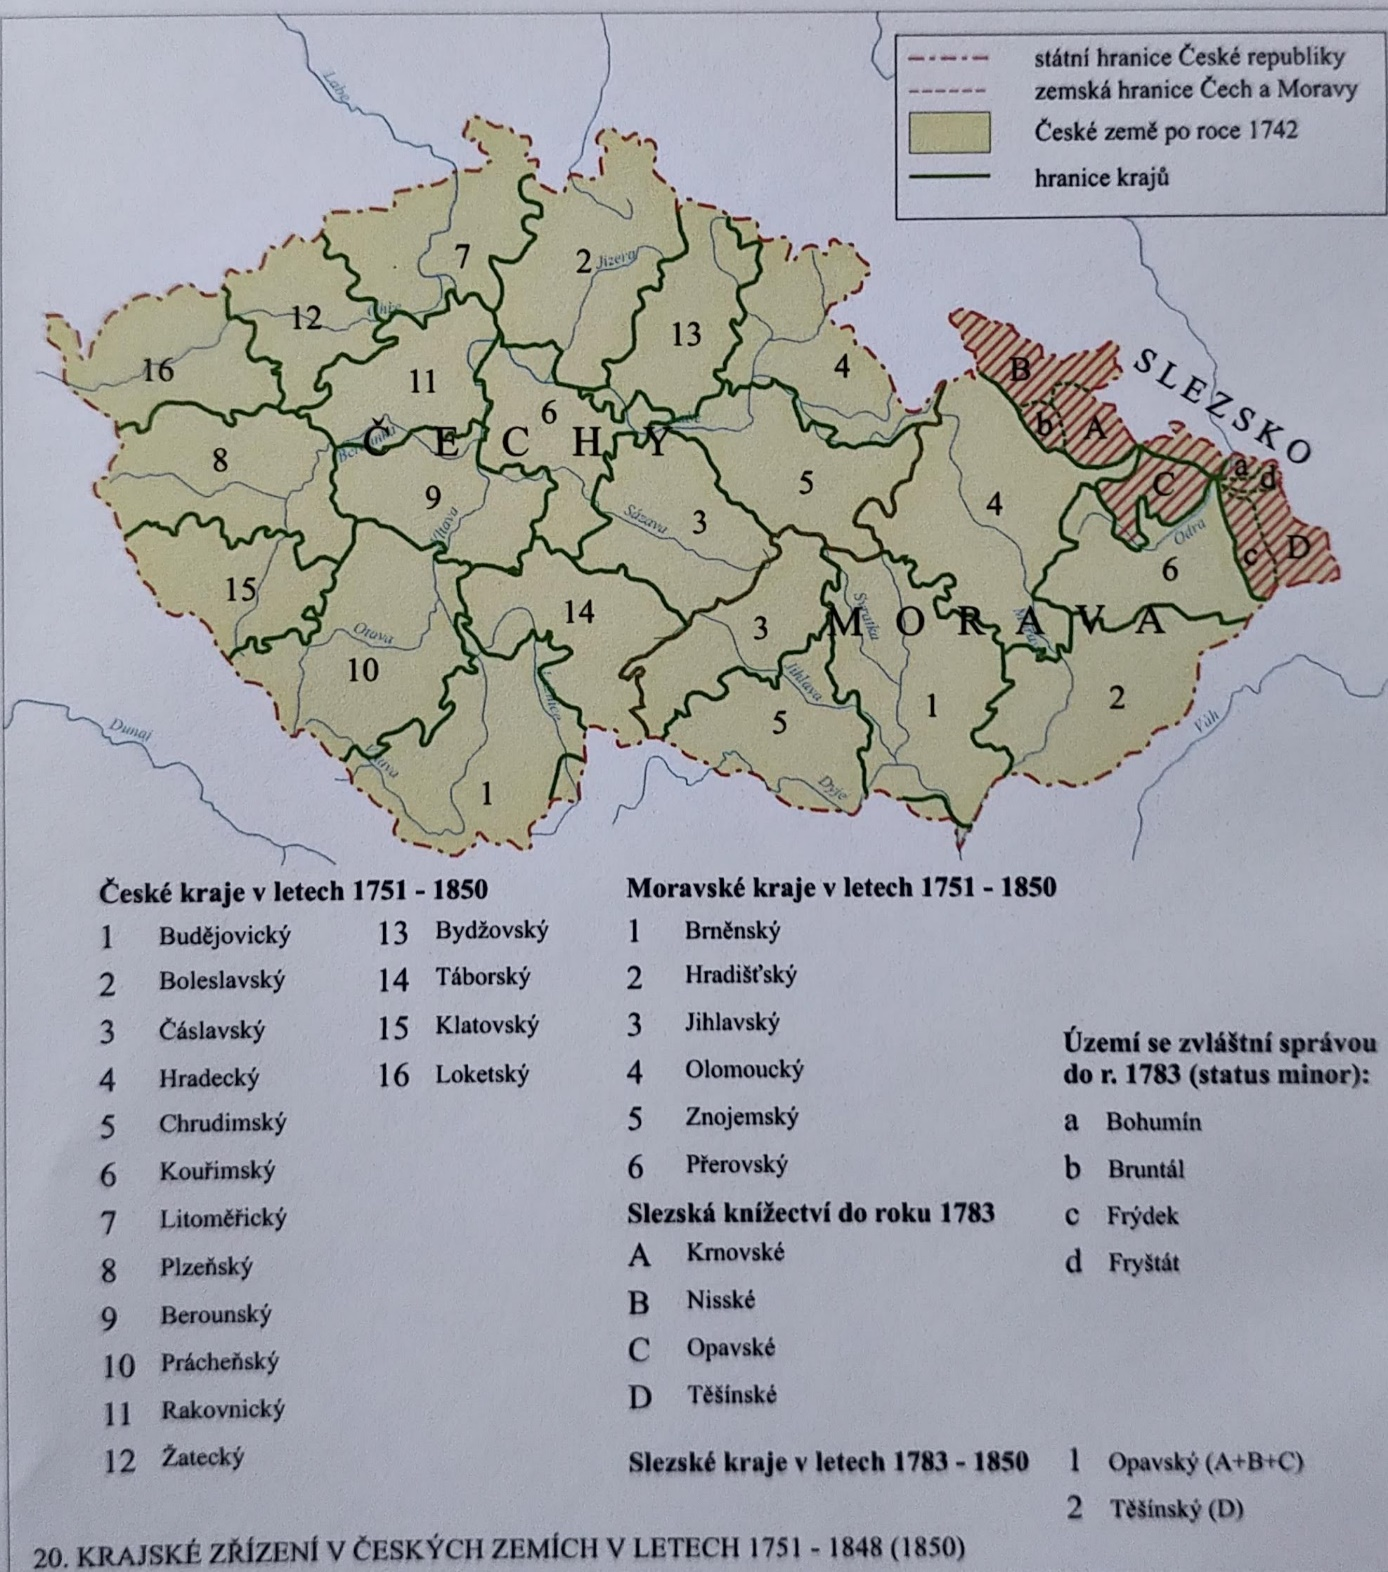 státní hranice České republiky
zemská hranice Čech a Moravy
České země po roce 1742
hranice krajů
Labe
7
2
Jizera
12
Ohře
13
16
11
4
B
SLEZSKO
6
b
A
ČECHY
8
5
a
d
C
9
4
Vltava
Sázava
3
Odra
c
D
6
15
14
3
Svratka
MORAVA
Otava
10
Jihlava
1
2
5
Dunaj
Váh
1
Dyje
České kraje v letech 1751 - 1850
1 Budějovický
2 Boleslavský
3 Čáslavský
4 Hradecký
5 Chrudimský
6 Kouřimský
7 Litoměřický
8 Plzeňský
9 Berounský
10 Prácheňský
11 Rakovnický
12 Žatecký
13 Bydžovský
14 Táborský
15 Klatovský
16 Loketský
Moravské kraje v letech 1751 - 1850
1 Brněnský
2 Hradišťský
3 Jihlavský
4 Olomoucký
5 Znojemský
6 Přerovský
Slezská knížectví do roku 1783
A Krnovské
B Nisské
C Opavské
D Těšínské
Území se zvláštní správou
do r. 1783 (status minor):
a Bohumín
b Bruntál
c Frýdek
d Fryštát
Slezské kraje v letech 1783 - 1850
1 Opavský (A+B+C)
2 Těšínský (D)
20. KRAJSKÉ ZŘÍZENÍ V ČESKÝCH ZEMÍCH V LETECH 1751 - 1848 (1850)